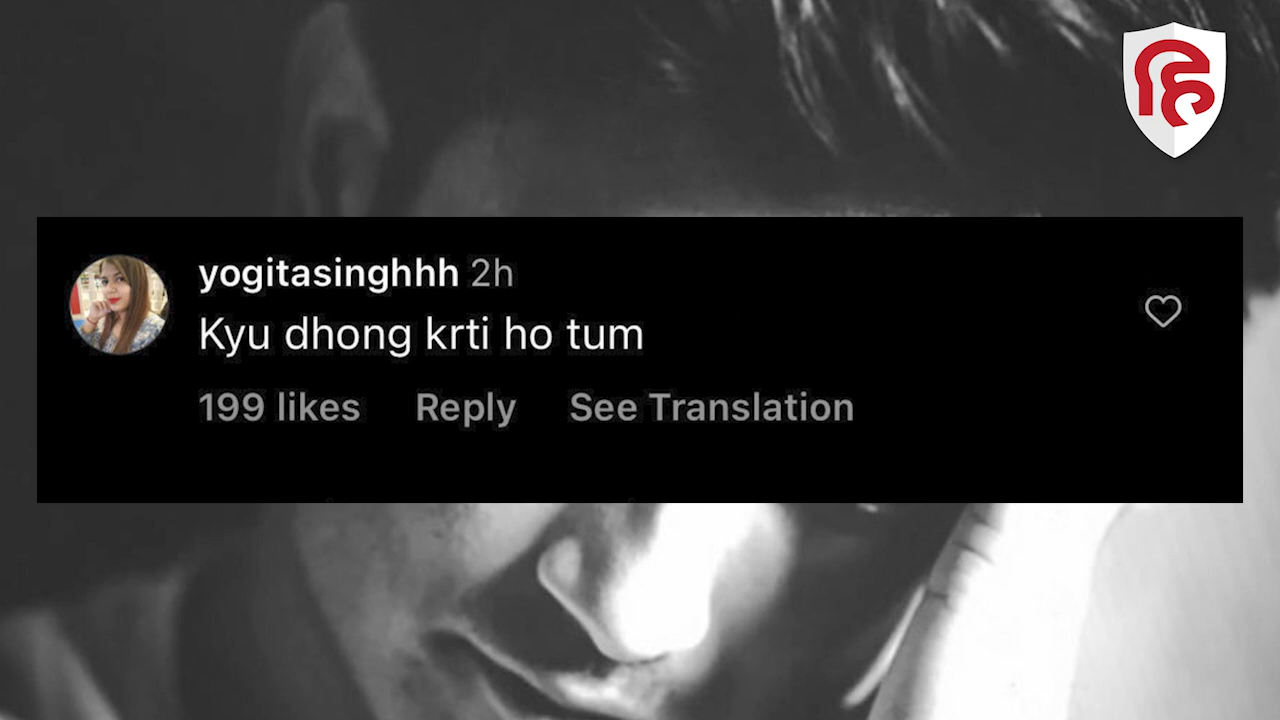 yogitasinghhh 2h
Kyu dhong krti ho tum
199 likes Reply See Translation